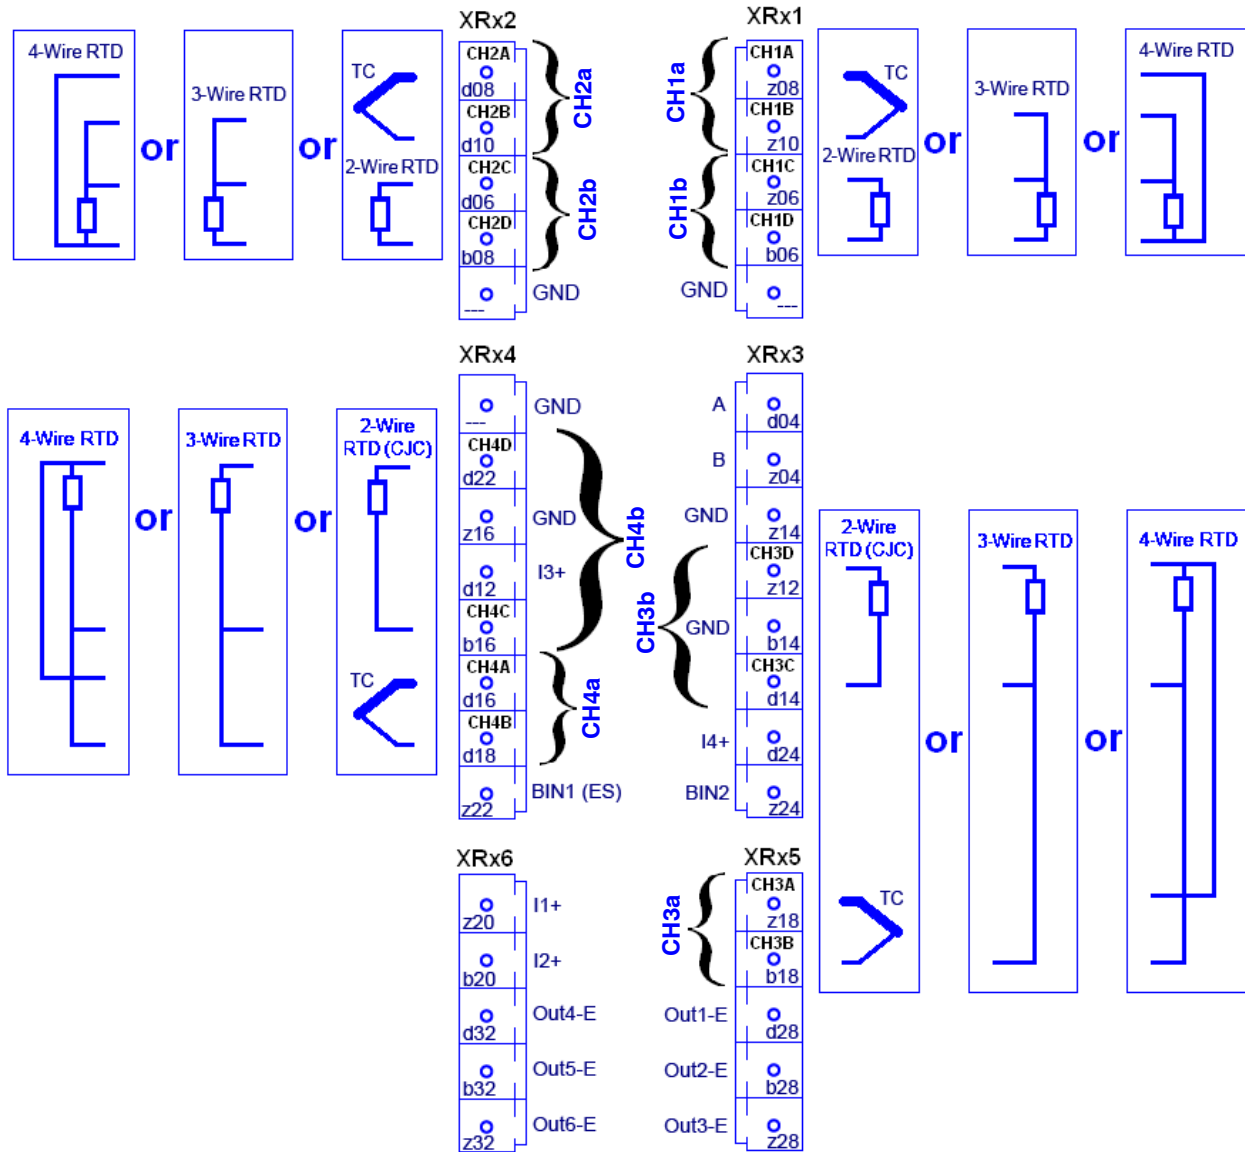 XRx2
XRx1
4-Wire RTD
or
3-Wire RTD
or
TC
2-Wire RTD
CH2A
d08
CH2B
d10
CH2C
d06
CH2D
b08
---
GND
CH2a
CH2b
CH1a
CH1b
CH1A
z08
CH1B
z10
CH1C
z06
CH1D
b06
GND
---
TC
2-Wire RTD
or
3-Wire RTD
or
4-Wire RTD
XRx4
XRx3
4-Wire RTD
or
3-Wire RTD
or
2-Wire
RTD (CJC)
TC
---
GND
CH4D
d22
z16
GND
d12
I3+
CH4C
b16
CH4A
d16
CH4B
d18
z22
BIN1 (ES)
CH4b
CH4a
A
d04
B
z04
GND
z14
CH3D
z12
GND
b14
CH3C
d14
I4+
d24
BIN2
z24
CH3b
2-Wire
RTD (CJC)
TC
or
3-Wire RTD
or
4-Wire RTD
XRx6
XRx5
z20
I1+
b20
I2+
d32
Out4-E
b32
Out5-E
z32
Out6-E
CH3a
CH3A
z18
CH3B
b18
Out1-E
d28
Out2-E
b28
Out3-E
z28